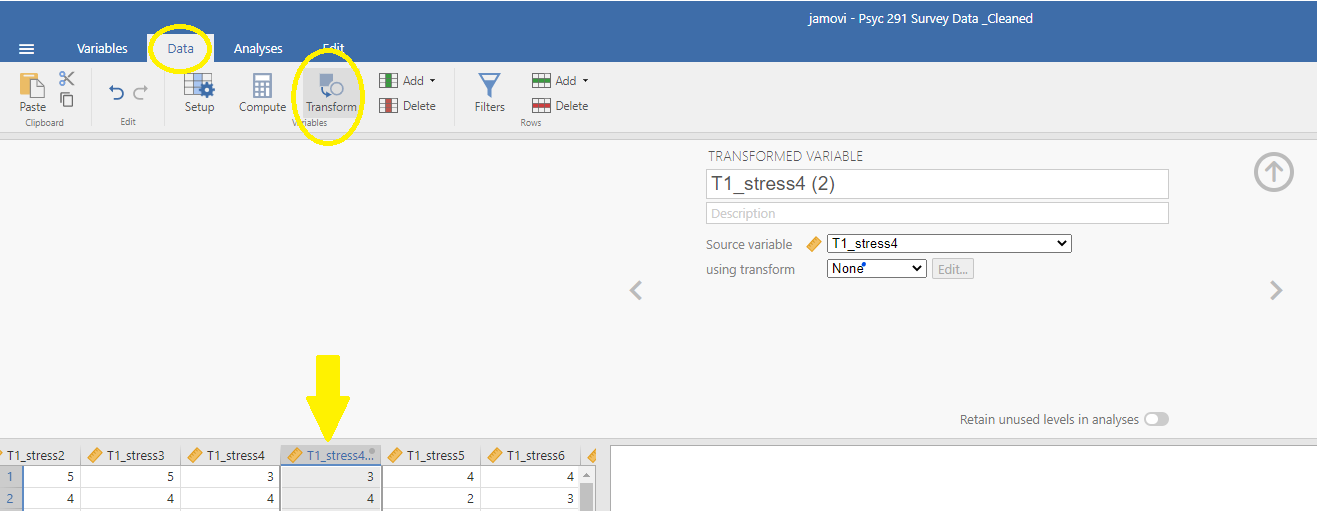 jamovi - Psyc 291 Survey Data _Cleaned
Variables Data Analyses Edit
Paste Setup Compute Transform Add Delete Filters Add Delete
Clipboard Edit Variables Rows
TRANSFORMED VARIABLE
T1_stress4 (2)
Description
Source variable T1_stress4
using transform None Edit...
Retain unused levels in analyses
T1_stress2 T1_stress3 T1_stress4 T1_stress4... T1_stress5 T1_stress6
1 5 5 3 3 4 4
2 4 4 4 4 2 3